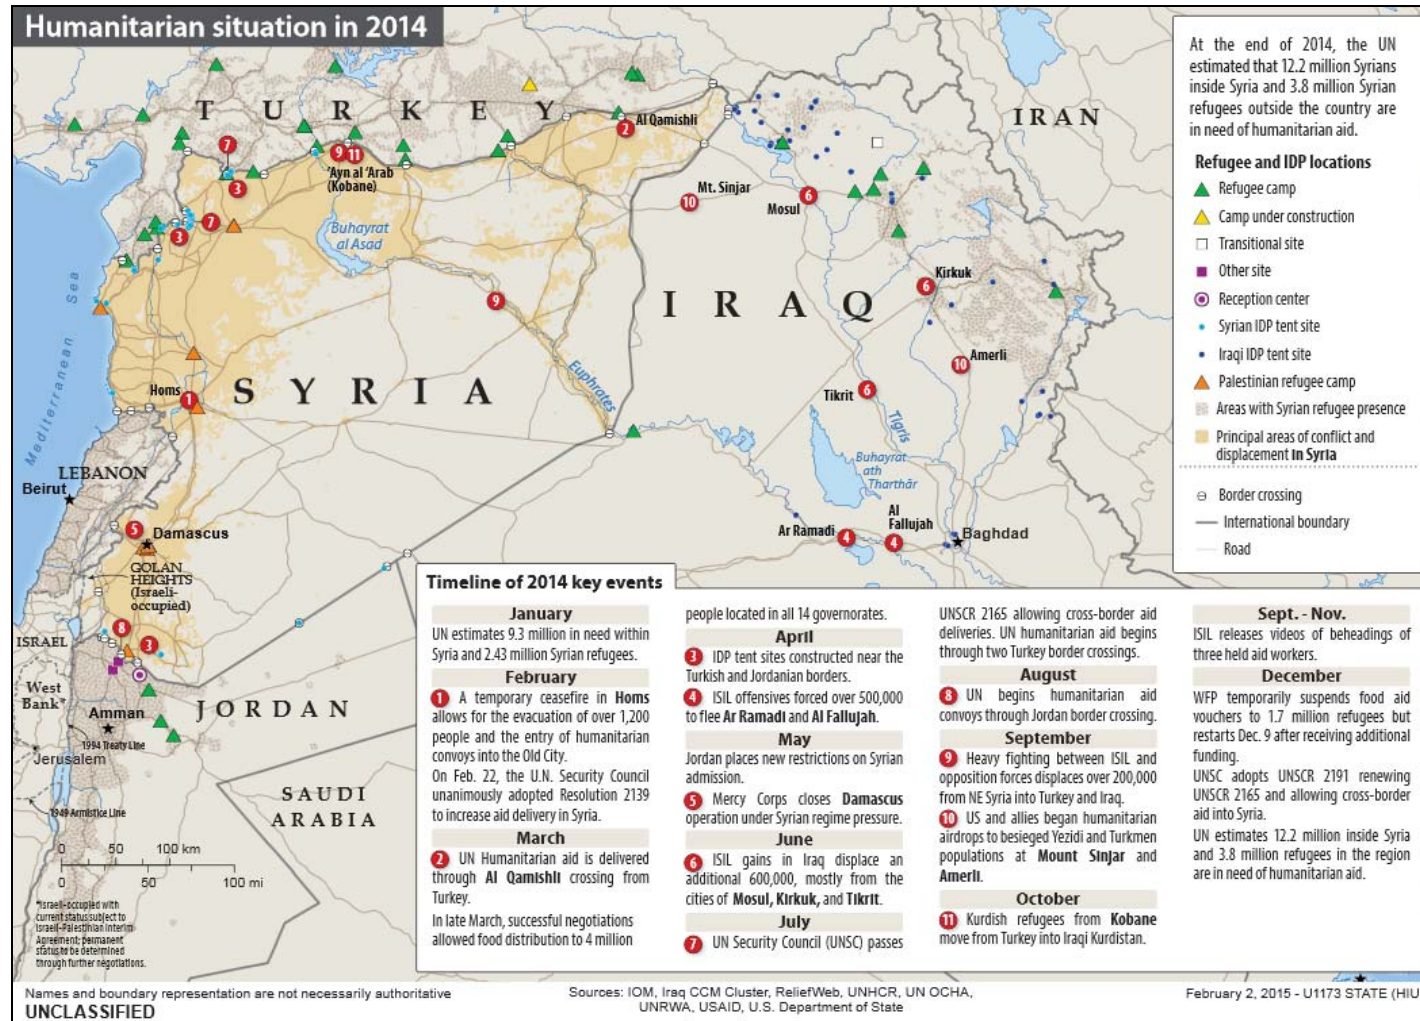 Humanitarian situation in 2014
At the end of 2014, the UN
estimated that 12.2 million Syrians
inside Syria and 3.8 million Syrian
refugees outside the country are
in need of humanitarian aid.
Refugee and IDP locations
Refugee camp
Camp under construction
Transitional site
Other site
Reception center
Syrian IDP tent site
Iraqi IDP tent site
Palestinian refugee camp
Areas with Syrian refugee presence
Principal areas of conflict and
displacement in Syria
Border crossing
International boundary
Road
TURKEY
IRAN
7
3
9 11
'Ayn al 'Arab
(Kobane)
2 Al Qamishli
Mt. Sinjar
10
Mosul 6
7
3
Buhayrat
al Asad
Mediterranean Sea
9
IRAQ
Kirkuk
6
Amerli
10
Tikrit 6
Homs
1
SYRIA
Euphrates
Tigris
Buhayrat
ath
Tharthār
LEBANON
Beirut
5
Damascus
Ar Ramadi 4
Al
Fallujah
4
Baghdad
GOLAN
HEIGHTS
(Israeli-
occupied)
8
3
ISRAEL
West
Bank*
Amman
JORDAN
1994 Treaty Line
Jerusalem
1949 Armistice Line
SAUDI
ARABIA
0 50 100 km
0 50 100 mi
*Israeli-occupied with
current status subject to
Israeli-Palestinian Interim
Agreement; permanent
status to be determined
through further negotiations.
Timeline of 2014 key events
January
UN estimates 9.3 million in need within
Syria and 2.43 million Syrian refugees.
February
1 A temporary ceasefire in Homs
allows for the evacuation of over 1,200
people and the entry of humanitarian
convoys into the Old City.
On Feb. 22, the U.N. Security Council
unanimously adopted Resolution 2139
to increase aid delivery in Syria.
March
2 UN Humanitarian aid is delivered
through Al Qamishli crossing from
Turkey.
In late March, successful negotiations
allowed food distribution to 4 million
people located in all 14 governorates.
April
3 IDP tent sites constructed near the
Turkish and Jordanian borders.
4 ISIL offensives forced over 500,000
to flee Ar Ramadi and Al Fallujah.
May
Jordan places new restrictions on Syrian
admission.
5 Mercy Corps closes Damascus
operation under Syrian regime pressure.
June
6 ISIL gains in Iraq displace an
additional 600,000, mostly from the
cities of Mosul, Kirkuk, and Tikrit.
July
7 UN Security Council (UNSC) passes
UNSCR 2165 allowing cross-border aid
deliveries. UN humanitarian aid begins
through two Turkey border crossings.
August
8 UN begins humanitarian aid
convoys through Jordan border crossing.
September
9 Heavy fighting between ISIL and
opposition forces displaces over 200,000
from NE Syria into Turkey and Iraq.
10 US and allies began humanitarian
airdrops to besieged Yezidi and Turkmen
populations at Mount Sinjar and
Amerli.
October
11 Kurdish refugees from Kobane
move from Turkey into Iraqi Kurdistan.
Sept. - Nov.
ISIL releases videos of beheadings of
three held aid workers.
December
WFP temporarily suspends food aid
vouchers to 1.7 million refugees but
restarts Dec. 9 after receiving additional
funding.
UNSC adopts UNSCR 2191 renewing
UNSCR 2165 and allowing cross-border
aid into Syria.
UN estimates 12.2 million inside Syria
and 3.8 million refugees in the region
are in need of humanitarian aid.
Names and boundary representation are not necessarily authoritative
UNCLASSIFIED
Sources: IOM, Iraq CCM Cluster, ReliefWeb, UNHCR, UN OCHA,
UNRWA, USAID, U.S. Department of State
February 2, 2015 - U1173 STATE (HIU